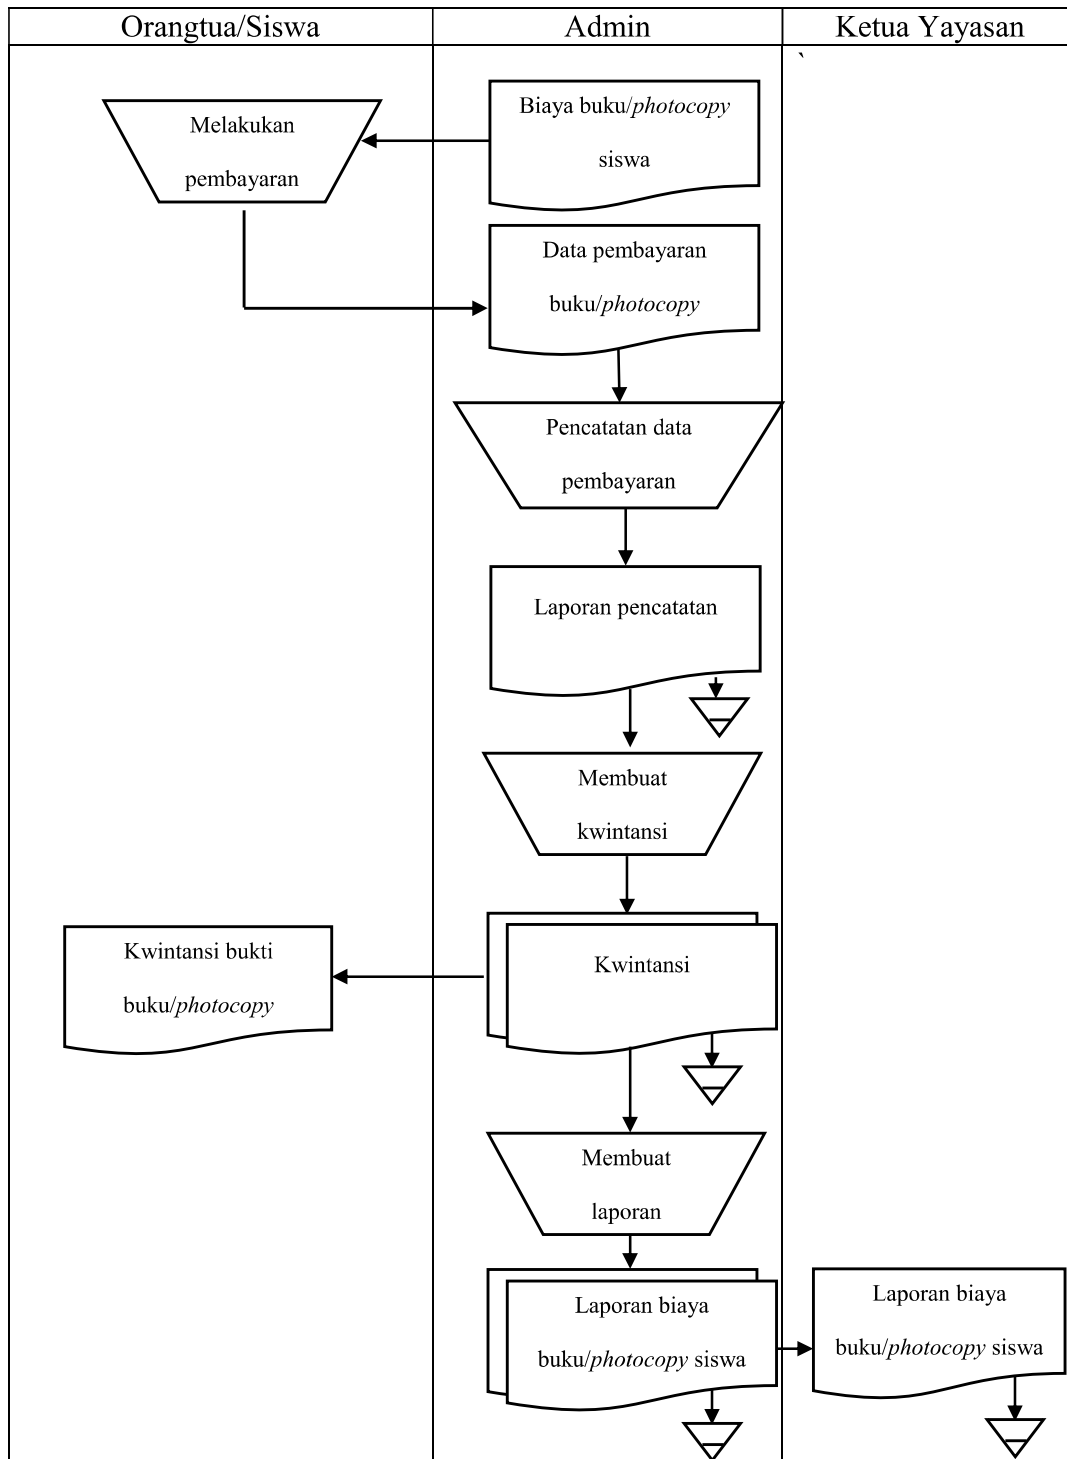 Orangtua/Siswa
Admin
Ketua Yayasan
`
Biaya buku/photocopy
siswa
Melakukan
pembayaran
Data pembayaran
buku/photocopy
Pencatatan data
pembayaran
Laporan pencatatan
Membuat
kwintansi
Kwintansi
Kwintansi bukti
buku/photocopy
Membuat
laporan
Laporan biaya
buku/photocopy siswa
Laporan biaya
buku/photocopy siswa